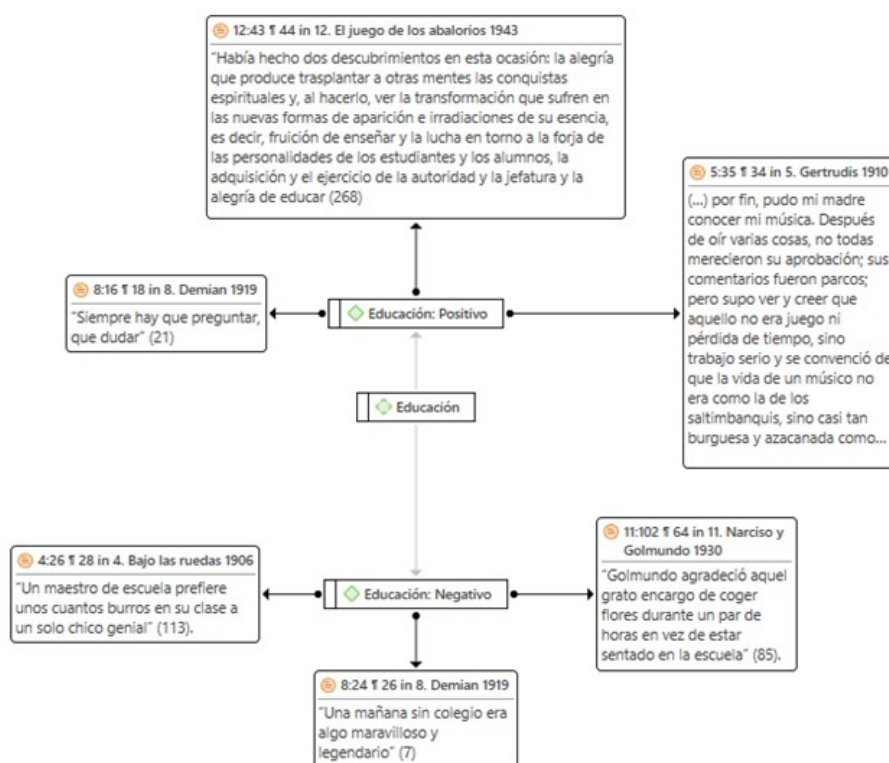 12:43 ¶ 44 in 12. El juego de los abalorios 1943
“Había hecho dos descubrimientos en esta ocasión: la alegría
que produce trasplantar a otras mentes las conquistas
espirituales y, al hacerlo, ver la transformación que sufren en
las nuevas formas de aparición e irradiaciones de su esencia,
es decir, fruición de enseñar y la lucha en torno a la forja de
las personalidades de los estudiantes y los alumnos, la
adquisición y el ejercicio de la autoridad y la jefatura y la
alegría de educar (268)
5:35 ¶ 34 in 5. Gertrudis 1910
(...) por fin, pudo mi madre
conocer mi música. Después
de oír varias cosas, no todas
merecieron su aprobación; sus
comentarios fueron parcos;
pero supo ver y creer que
aquello no era juego ni
pérdida de tiempo, sino
trabajo serio y se convenció de
que la vida de un músico no
era como la de los
saltimbanquis, sino casi tan
burguesa y azacanada como...
8:16 ¶ 18 in 8. Demian 1919
“Siempre hay que preguntar,
que dudar” (21)
Educación: Positivo
Educación
Educación: Negativo
4:26 ¶ 28 in 4. Bajo las ruedas 1906
“Un maestro de escuela prefiere
unos cuantos burros en su clase a
un solo chico genial” (113).
11:102 ¶ 64 in 11. Narciso y
Golmundo 1930
“Golmundo agradeció aquel
grato encargo de coger
flores durante un par de
horas en vez de estar
sentado en la escuela” (85).
8:24 ¶ 26 in 8. Demian 1919
“Una mañana sin colegio era
algo maravilloso y
legendario” (7)